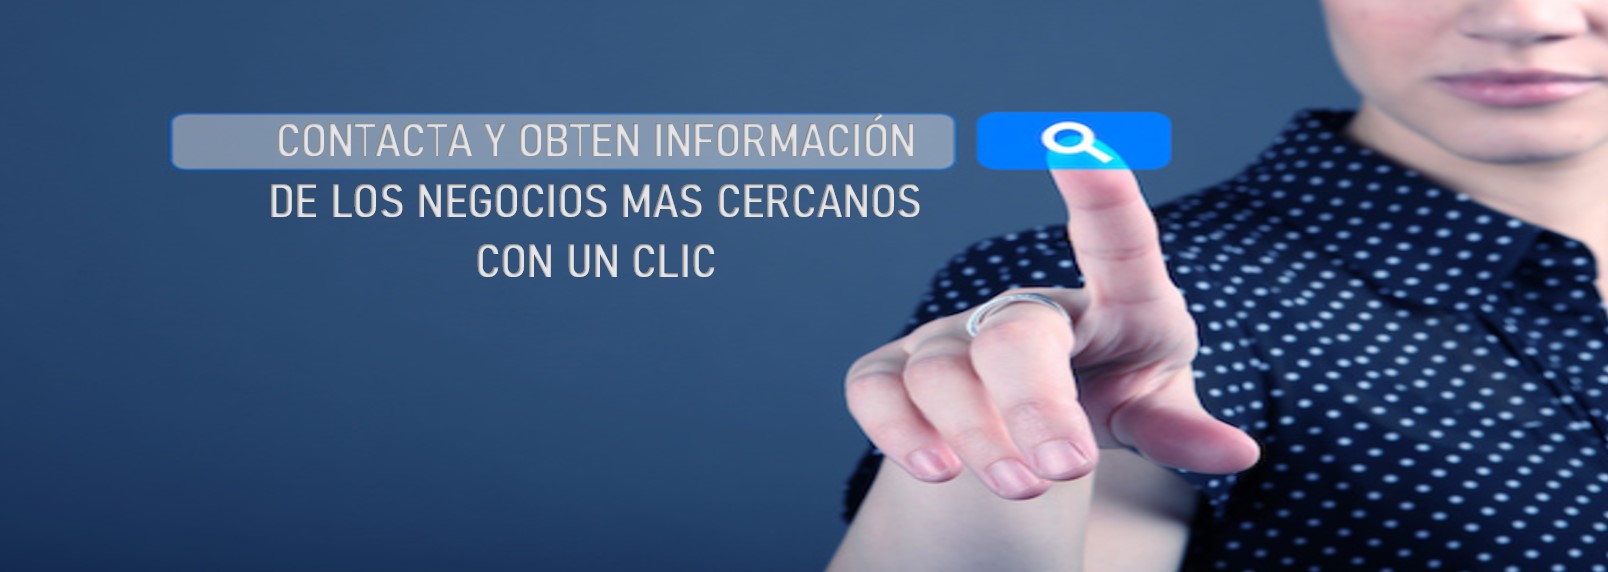 CONTACTA Y OBTEN INFORMACIÓN
DE LOS NEGOCIOS MAS CERCANOS
CON UN CLIC